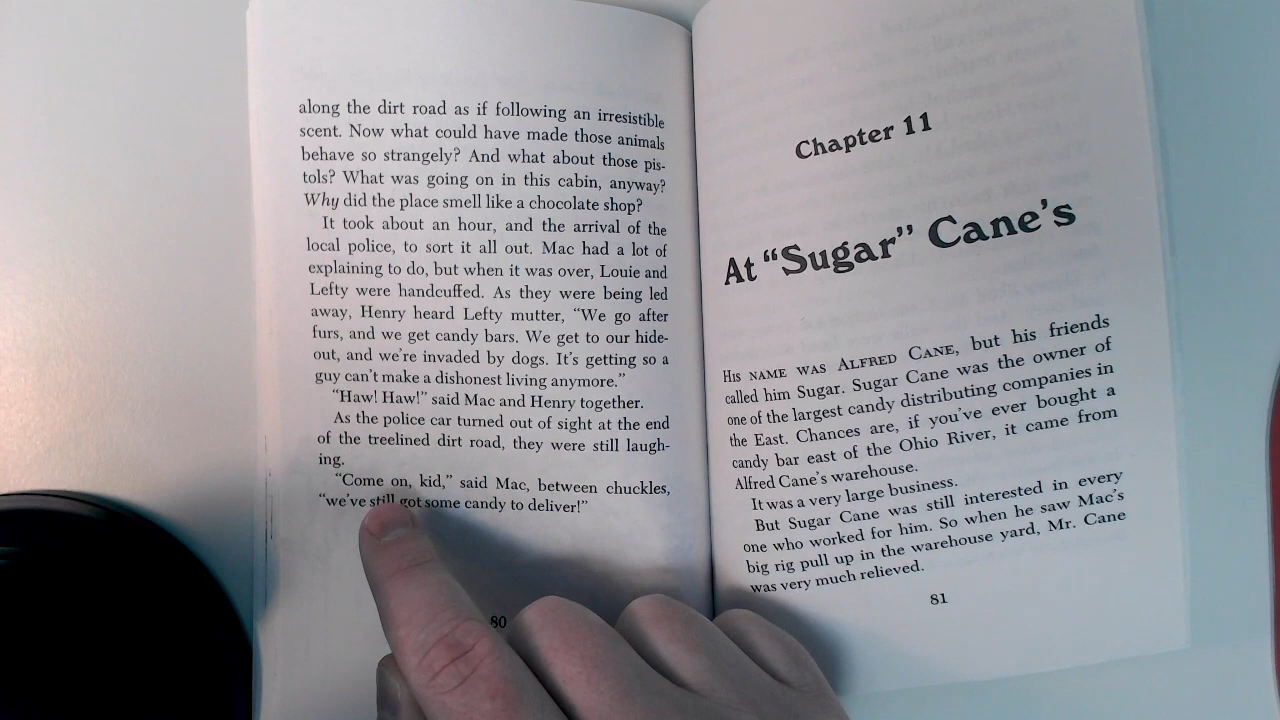 along the dirt road as if following an irresistible
scent. Now what could have made those animals
behave so strangely? And what about those pis-
tols? What was going on in this cabin, anyway?
Why did the place smell like a chocolate shop?
It took about an hour, and the arrival of the
local police, to sort it all out. Mac had a lot of
explaining to do, but when it was over, Louie and
Lefty were handcuffed. As they were being led
away, Henry heard Lefty mutter, “We go after
furs, and we get candy bars. We get to our hide-
out, and we’re invaded by dogs. It’s getting so a
guy can’t make a dishonest living anymore.”
“Haw! Haw!” said Mac and Henry together.
As the police car turned out of sight at the end
of the treelined dirt road, they were still laugh-
ing.
“Come on, kid,” said Mac, between chuckles,
“we’ve still got some candy to deliver!”
80
Chapter 11
At “Sugar” Cane’s
HIS NAME WAS ALFRED CANE, but his friends
called him Sugar. Sugar Cane was the owner of
one of the largest candy distributing companies in
the East. Chances are, if you’ve ever bought a
candy bar east of the Ohio River, it came from
Alfred Cane’s warehouse.
It was a very large business.
But Sugar Cane was still interested in every
one who worked for him. So when he saw Mac’s
big rig pull up in the warehouse yard, Mr. Cane
was very much relieved.
81